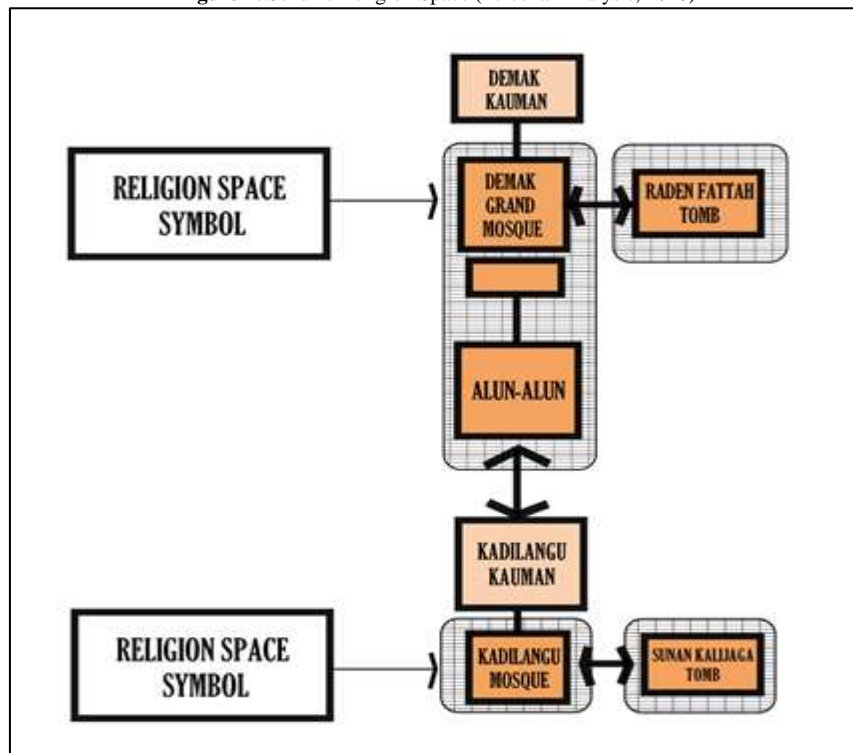 DEMAK
KAUMAN
RELIGION SPACE
SYMBOL
DEMAK
GRAND
MOSQUE
RADEN FATTAH
TOMB
ALUN-ALUN
KADILANGU
KAUMAN
RELIGION SPACE
SYMBOL
KADILANGU
MOSQUE
SUNAN KALIJAGA
TOMB